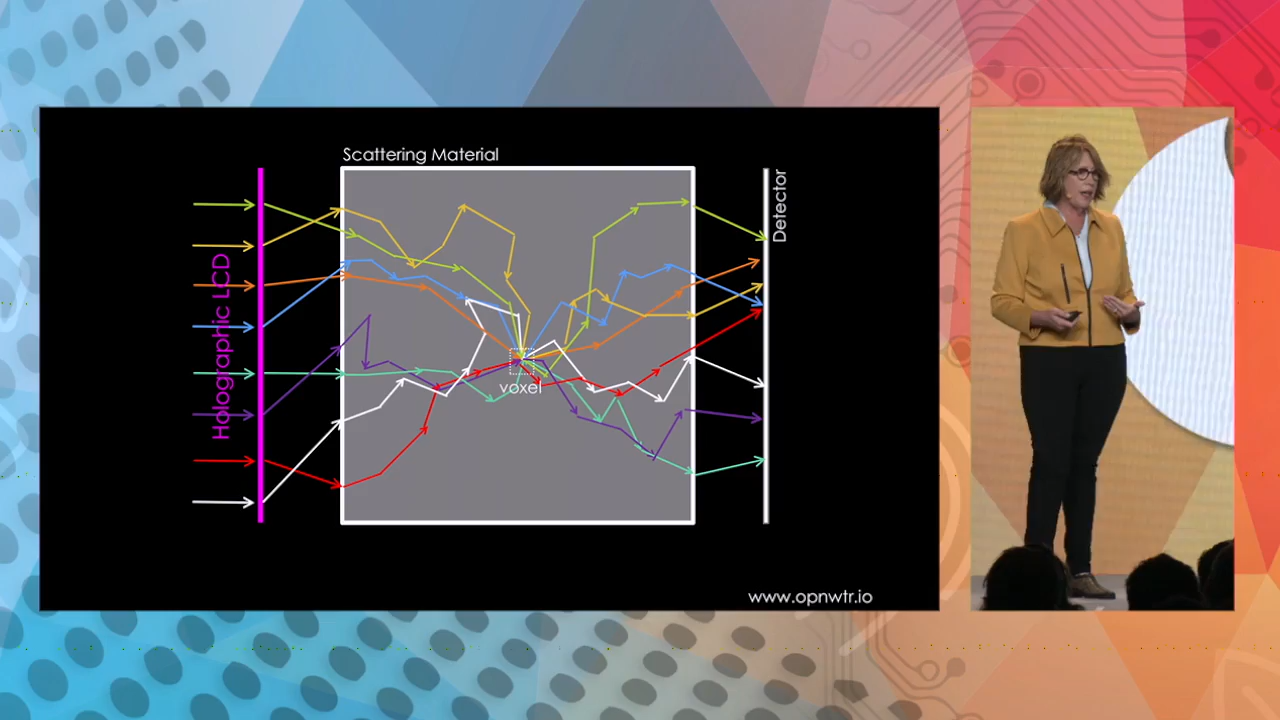 Scattering Material
Holographic LCD
Detector
voxel
www.opnwtr.io